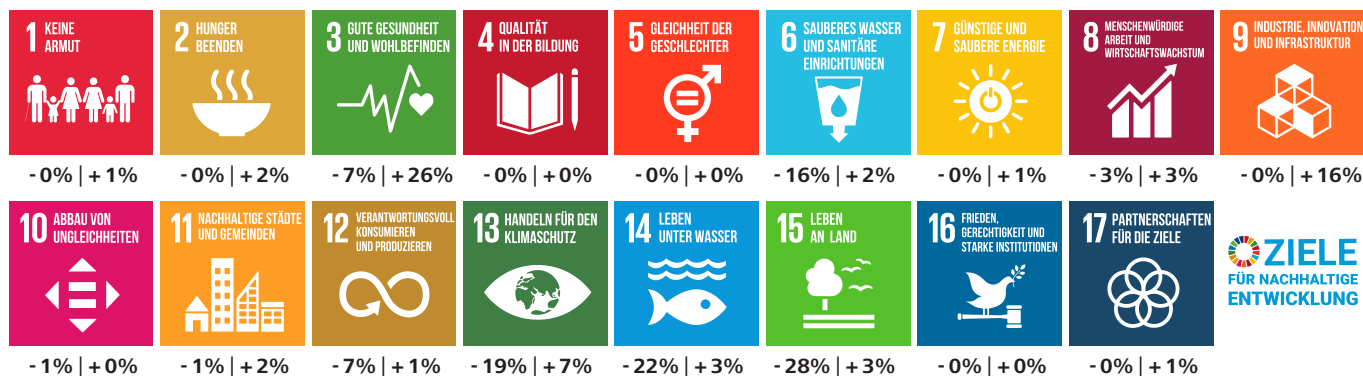 1 KEINE
ARMUT
2 HUNGER
BEENDEN
3 GUTE GESUNDHEIT
UND WOHLBEFINDEN
4 QUALITÄT
IN DER BILDUNG
5 GLEICHHEIT DER
GESCHLECHTER
6 SAUBERES WASSER
UND SANITÄRE
EINRICHTUNGEN
7 GÜNSTIGE UND
SAUBERE ENERGIE
8 MENSCHENWÜRDIGE
ARBEIT UND
WIRTSCHAFTSWACHSTUM
9 INDUSTRIE, INNOVATION
UND INFRASTRUKTUR
-0% | +1%
-0% | +2%
-7% | +26%
-0% | +0%
-0% | +0%
-16% | +2%
-0% | +1%
-3% | +3%
-0% | +16%
10 ABBAU VON
UNGLEICHHEITEN
11 NACHHALTIGE STÄDTE
UND GEMEINDEN
12 VERANTWORTUNGSVOLL
KONSUMIEREN
UND PRODUZIEREN
13 HANDELN FÜR DEN
KLIMASCHUTZ
14 LEBEN
UNTER WASSER
15 LEBEN
AN LAND
16 FRIEDEN,
GERECHTIGKEIT UND
STARKE INSTITUTIONEN
17 PARTNERSCHAFTEN
FÜR DIE ZIELE
ZIELE
FÜR NACHHALTIGE
ENTWICKLUNG
-1% | +0%
-1% | +2%
-7% | +1%
-19% | +7%
-22% | +3%
-28% | +3%
-0% | +0%
-0% | +1%